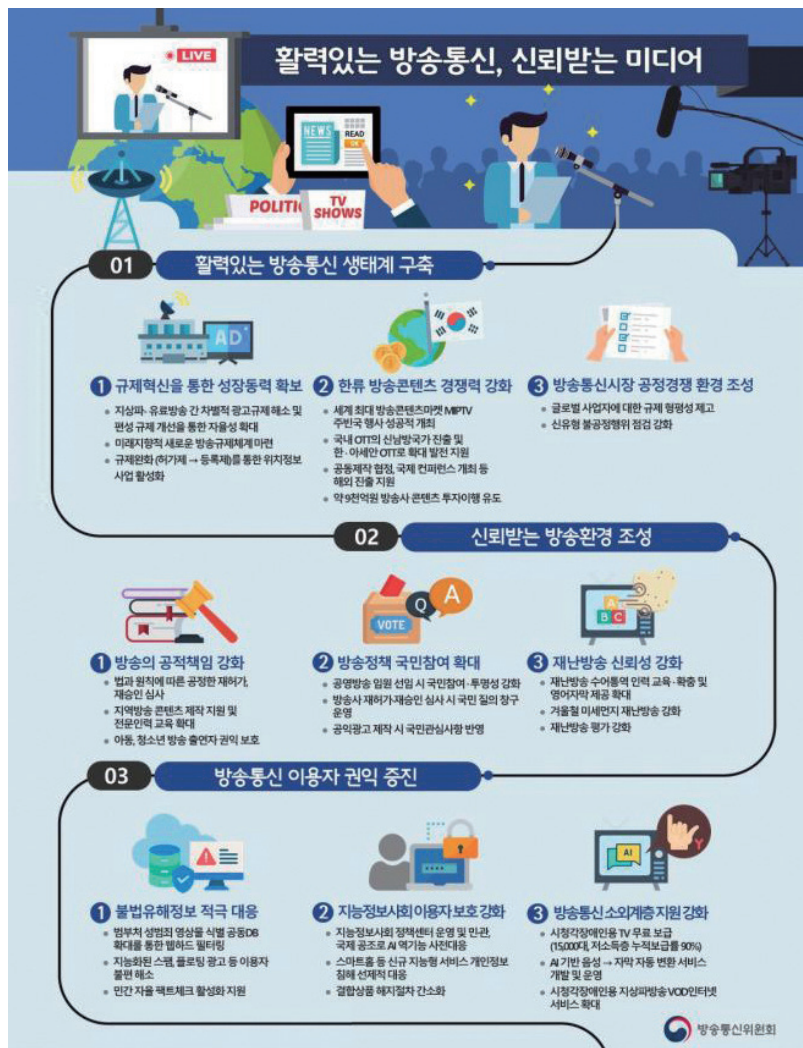 LIVE
활력있는 방송통신, 신뢰받는 미디어
NEWS
READ
ON
POLITIC
TV
SHOWS
01
활력있는 방송통신 생태계 구축
AD
1 규제혁신을 통한 성장동력 확보
• 지상파·유료방송 간 차별적 광고규제 해소 및
편성 규제 개선을 통한 자율성 확대
• 미래지향적 새로운 방송규제체계 마련
• 규제완화 (허가제 → 등록제)를 통한 위치정보
사업 활성화
2 한류 방송콘텐츠 경쟁력 강화
• 세계 최대 방송콘텐츠마켓 MIPTV
주빈국 행사 성공적 개최
• 국내 OTT의 신남방국가 진출 및
한·아세안 OTT로 확대 발전 지원
• 공동제작 협정, 국제 컨퍼런스 개최 등
해외 진출 지원
• 약 9천억원 방송사 콘텐츠 투자이행 유도
3 방송통신시장 공정경쟁 환경 조성
• 글로벌 사업자에 대한 규제 형평성 제고
• 신유형 불공정행위 점검 강화
02
신뢰받는 방송환경 조성
VOTE
Q
A
A
B
C
1 방송의 공적책임 강화
• 법과 원칙에 따른 공정한 재허가,
재승인 심사
• 지역방송 콘텐츠 제작 지원 및
전문인력 교육 확대
• 아동, 청소년 방송 출연자 권익 보호
2 방송정책 국민참여 확대
• 공영방송 임원 선임 시 국민참여·투명성 강화
• 방송사 재허가·재승인 심사 시 국민 질의 창구
운영
• 공익광고 제작 시 국민관심사항 반영
3 재난방송 신뢰성 강화
• 재난방송 수어통역 인력 교육·확충 및
영어자막 제공 확대
• 겨울철 미세먼지 재난방송 강화
• 재난방송 평가 강화
03
방송통신 이용자 권익 증진
AI
Y
1 불법유해정보 적극 대응
• 범부처 성범죄 영상물 식별 공동DB
확대를 통한 웹하드 필터링
• 지능화된 스팸, 플로팅 광고 등 이용자
불편 해소
• 민간 자율 팩트체크 활성화 지원
2 지능정보사회 이용자 보호 강화
• 지능정보사회 정책센터 운영 및 민관,
국제 공조로 AI 역기능 사전대응
• 스마트홈 등 신규 지능형 서비스 개인정보
침해 선제적 대응
• 결합상품 해지절차 간소화
3 방송통신 소외계층 지원 강화
• 시청각장애인용 TV 무료 보급
(15,000대, 저소득층 누적보급률 90%)
• AI 기반 음성 → 자막 자동 변환 서비스
개발 및 운영
• 시청각장애인용 지상파방송 VOD인터넷
서비스 확대
방송통신위원회